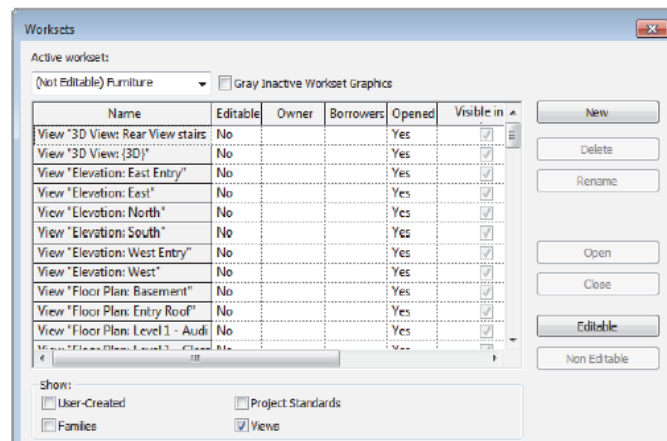 Worksets
Active workset:
(Not Editable) Furniture
Gray Inactive Workset Graphics
Name Editable Owner Borrowers Opened Visible in
View "3D View: Rear View stairs No Yes
View "3D View: {3D}" No Yes
View "Elevation: East Entry" No Yes
View "Elevation: East" No Yes
View "Elevation: North" No Yes
View "Elevation: South" No Yes
View "Elevation: West Entry" No Yes
View "Elevation: West" No Yes
View "Floor Plan: Basement" No Yes
View "Floor Plan: Entry Roof" No Yes
View "Floor Plan: Level 1 - Audi No Yes
New
Delete
Rename
Open
Close
Editable
Non Editable
Show:
User-Created Project Standards
Families Views